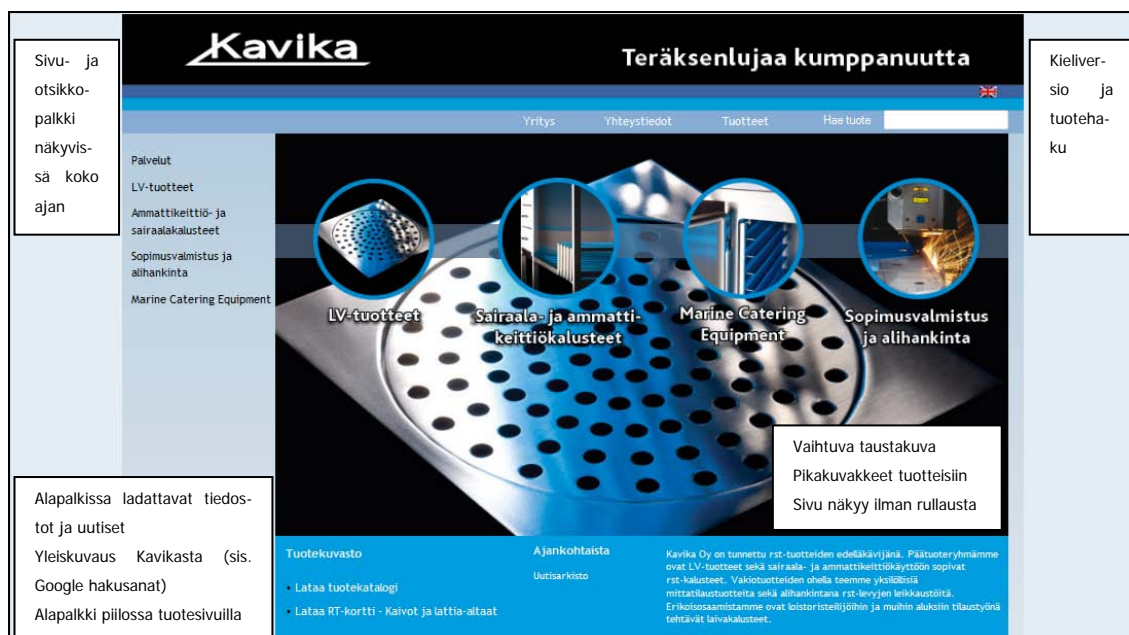 Kavika
Teräksenlujaa kumppanuutta
Sivu- ja
otsikko-
palkki
näkyvis-
sä koko
ajan
Kieliver-
sio ja
tuoteha-
ku
Yritys
Yhteystiedot
Tuotteet
Hae tuote
Palvelut
LV-tuotteet
Ammattikeittiö- ja
sairaalakalusteet
Sopimusvalmistus ja
alihankinta
Marine Catering Equipment
LV-tuotteet
Sairaala- ja ammatti-
keittiökalusteet
Marine Catering
Equipment
Sopimusvalmistus
ja alihankinta
Vaihtuva taustakuva
Pikakuvakkeet tuotteisiin
Sivu näkyy ilman rullausta
Alapalkissa ladattavat tiedos-
tot ja uutiset
Yleiskuvaus Kavikasta (sis.
Google hakusanat)
Alapalkki piilossa tuotesivuilla
Tuotekuvasto
• Lataa tuotekatalogi
• Lataa RT-kortti - Kaivot ja lattia-altaat
Ajankohtaista
Uutisarkisto
Kavika Oy on tunnettu rst-tuotteiden edelläkävijänä. Päätuoteryhmämme
ovat LV-tuotteet sekä sairaala- ja ammattikeittiökäyttöön sopivat
rst-kalusteet. Vakiotuotteiden ohella teemme yksilöllisiä
mittatilaustuotteita sekä alihankintana rst-levyjen leikkaustöitä.
Erikoisosaamistamme ovat loistoristeilijöihin ja muihin aluksiin tilaustyönä
tehtävät laivakalusteet.